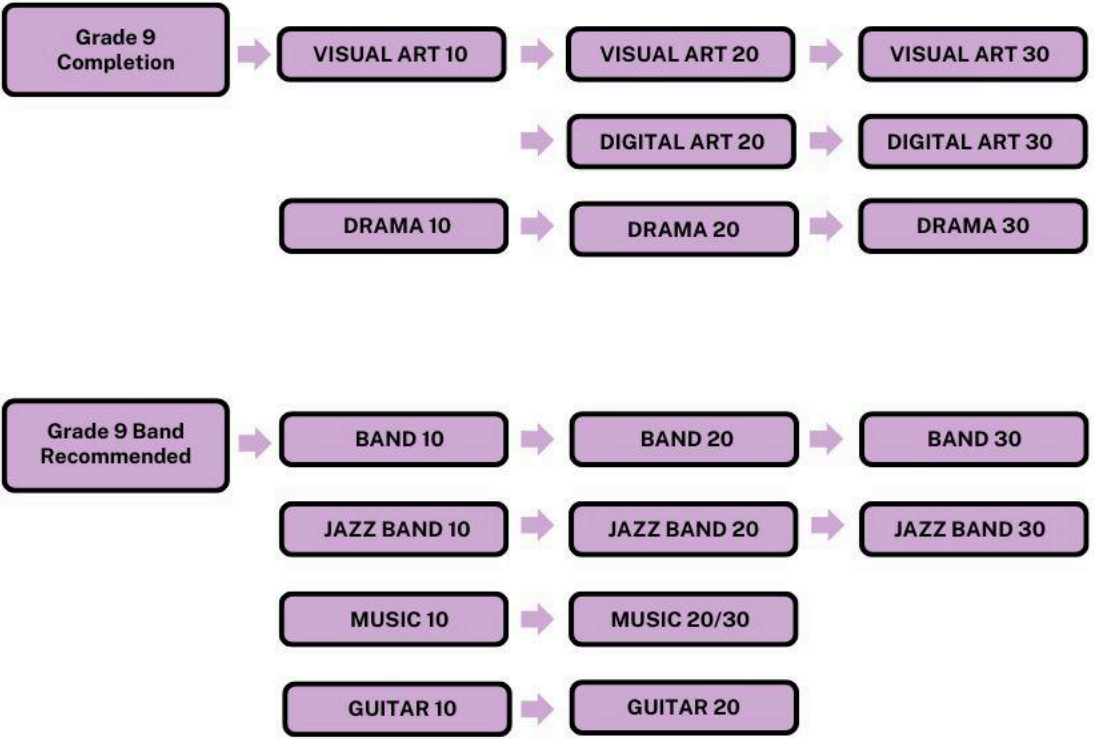 Grade 9
Completion
VISUAL ART 10
VISUAL ART 20
VISUAL ART 30
DIGITAL ART 20
DIGITAL ART 30
DRAMA 10
DRAMA 20
DRAMA 30
Grade 9 Band
Recommended
BAND 10
BAND 20
BAND 30
JAZZ BAND 10
JAZZ BAND 20
JAZZ BAND 30
MUSIC 10
MUSIC 20/30
GUITAR 10
GUITAR 20